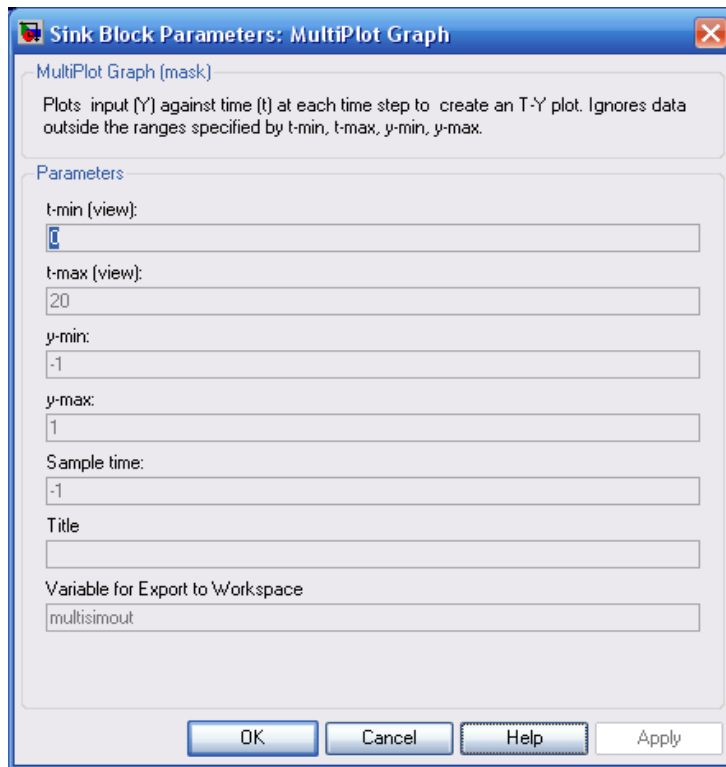 Sink Block Parameters: MultiPlot Graph
MultiPlot Graph (mask)
Plots input (Y) against time (t) at each time step to create an T-Y plot. Ignores data
outside the ranges specified by t-min, t-max, y-min, y-max.
Parameters
t-min (view):
0
t-max (view):
20
y-min:
-1
y-max:
1
Sample time:
-1
Title
Variable for Export to Workspace
multisimout
OK Cancel Help Apply